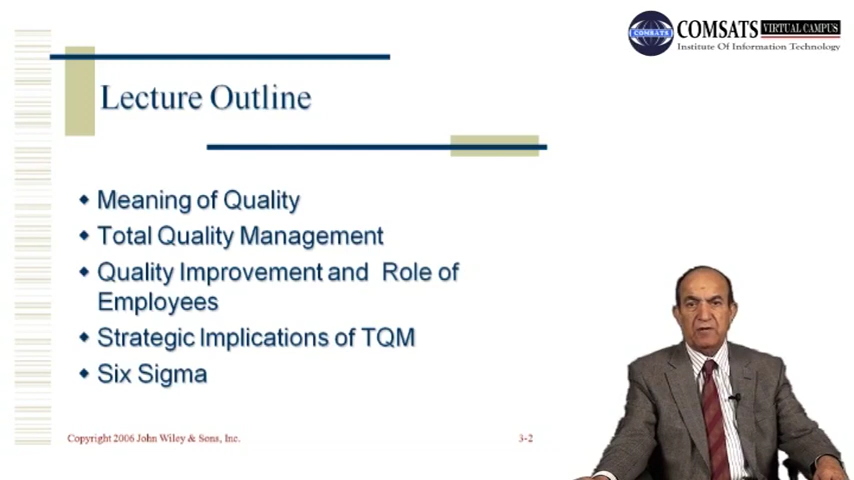 COMSATS VIRTUAL CAMPUS
COMSATS
Institute Of Information Technology
Lecture Outline
Meaning of Quality
Total Quality Management
Quality Improvement and Role of
Employees
Strategic Implications of TQM
Six Sigma
Copyright 2006 John Wiley & Sons, Inc.
3-2